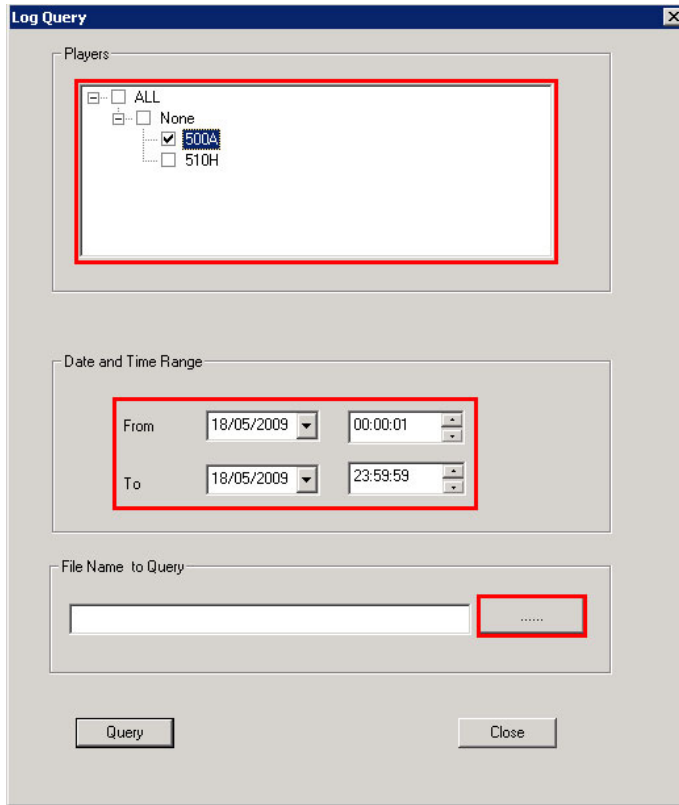 Log Query
Players
ALL
None
500A
510H
Date and Time Range
From 18/05/2009 00:00:01
To 18/05/2009 23:59:59
File Name to Query
......
Query Close